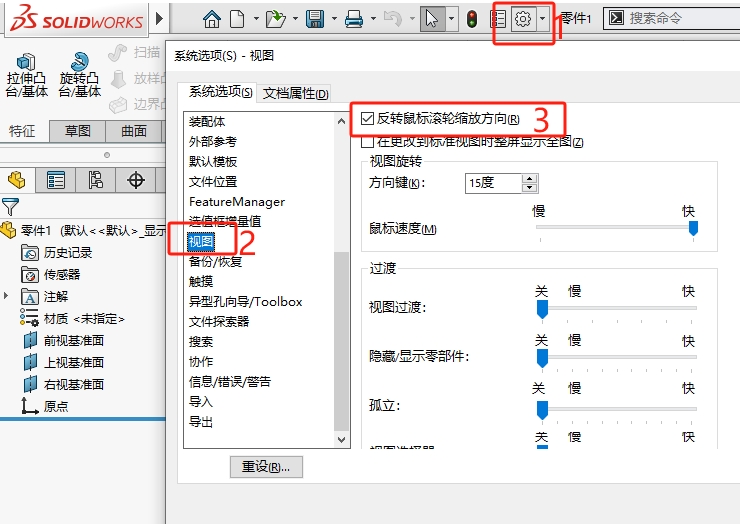 SOLIDWORKS
1
零件1
搜索命令
拉伸凸台/基体
旋转凸台/基体
扫描
放样凸
边界凸
特征
草图
曲面
系统选项(S) - 视图
系统选项(S)
文档属性(D)
装配体
外部参考
默认模板
文件位置
FeatureManager
选值框增量值
视图
2
备份/恢复
触摸
异型孔向导/Toolbox
文件探索器
搜索
协作
信息/错误/警告
导入
导出
重设(R)...
反转鼠标滚轮缩放方向(R)
3
在更改到标准视图时整屏显示全图(Z)
视图旋转
方向键(K):
15度
慢 快
鼠标速度(M)
过渡
关 慢 快
视图过渡:
关 慢 快
隐藏/显示零部件:
关 慢 快
孤立:
关 慢 快
零件1 (默认<<默认>_显示
历史记录
传感器
注解
材质 <未指定>
前视基准面
上视基准面
右视基准面
原点